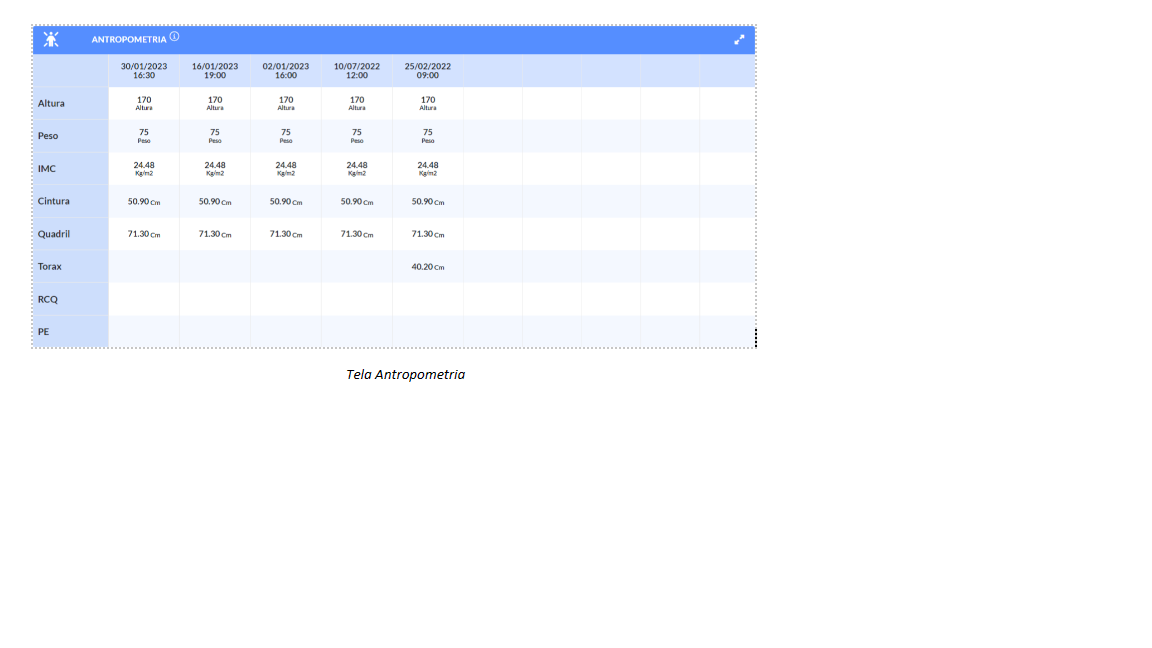 ANTROPOMETRIA
30/01/2023 16/01/2023 02/01/2023 10/07/2022 25/02/2022
16:30 19:00 16:00 12:00 09:00
Altura 170 170 170 170 170
Altura Altura Altura Altura Altura
Peso 75 75 75 75 75
Peso Peso Peso Peso Peso
IMC 24.48 24.48 24.48 24.48 24.48
Kg/m2 Kg/m2 Kg/m2 Kg/m2 Kg/m2
Cintura 50.90 Cm 50.90 Cm 50.90 Cm 50.90 Cm 50.90 Cm
Quadril 71.30 Cm 71.30 Cm 71.30 Cm 71.30 Cm 71.30 Cm
Torax 40.20 Cm
RCQ
PE
Tela Antropometria